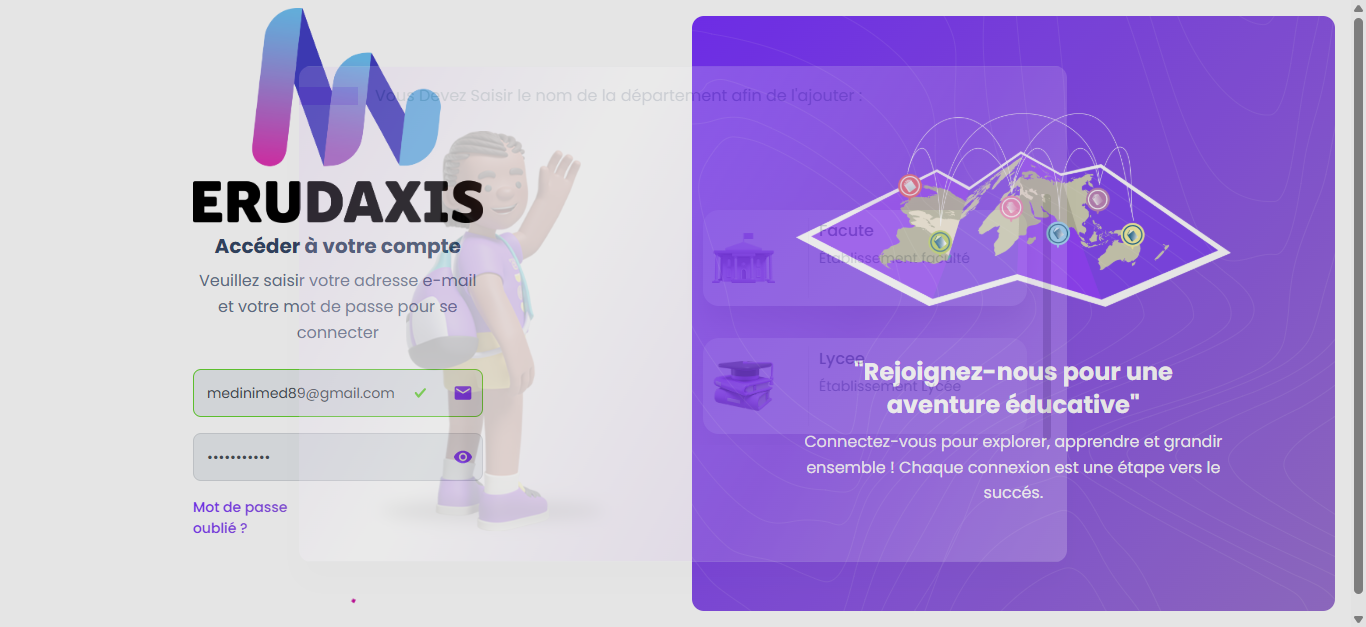 ERUDAXIS
Accéder à votre compte
Veuillez saisir votre adresse e-mail
et votre mot de passe pour se
connecter
medinimed89@gmail.com
•••••••••••
Mot de passe
oublié ?
Vous Devez Saisir le nom de la département afin de l'ajouter :
Facute
Établissement faculté
Lycee
Établissement Lycee
"Rejoignez-nous pour une
aventure éducative"
Connectez-vous pour explorer, apprendre et grandir
ensemble ! Chaque connexion est une étape vers le
succés.